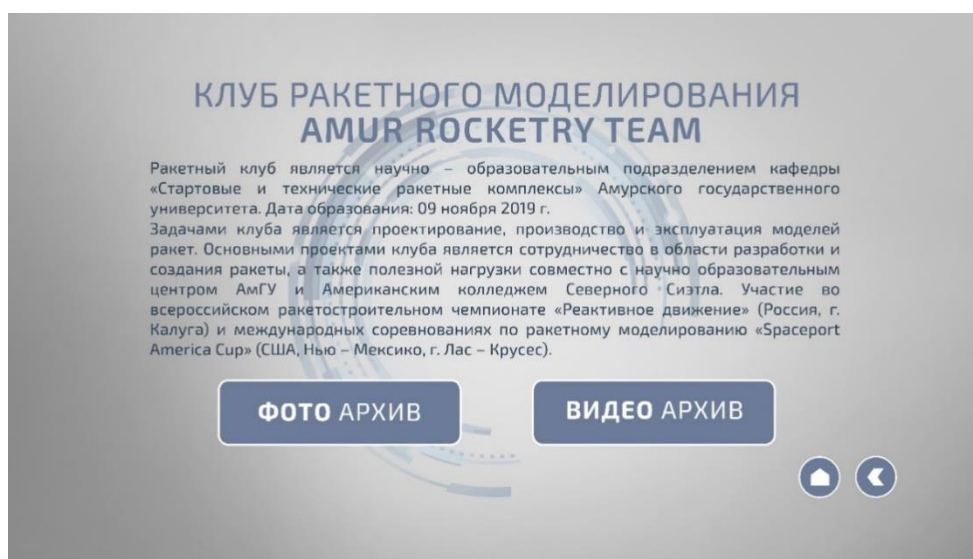 КЛУБ РАКЕТНОГО МОДЕЛИРОВАНИЯ
AMUR ROCKETRY TEAM
Ракетный клуб является научно – образовательным подразделением кафедры
«Стартовые и технические ракетные комплексы» Амурского государственного
университета. Дата образования: 09 ноября 2019 г.
Задачами клуба является проектирование, производство и эксплуатация моделей
ракет. Основными проектами клуба является сотрудничество в области разработки и
создания ракеты, а также полезной нагрузки совместно с научно образовательным
центром АмГУ и Американским колледжем Северного Сиэтла. Участие во
всероссийском ракетостроительном чемпионате «Реактивное движение» (Россия, г.
Калуга) и международных соревнованиях по ракетному моделированию «Spaceport
America Cup» (США, Нью – Мексико, г. Лас – Крусес).
ФОТО АРХИВ
ВИДЕО АРХИВ